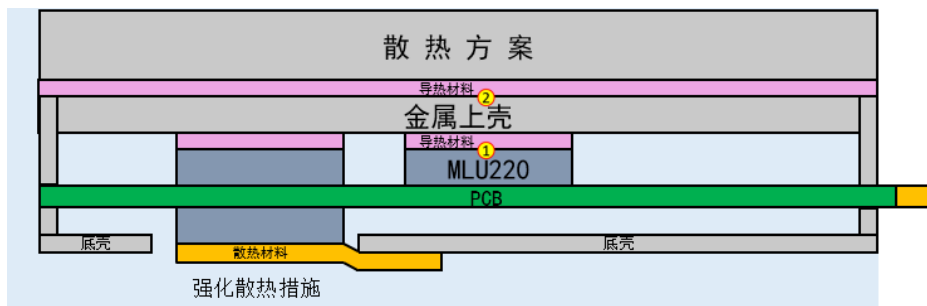 散热方案
导热材料
2
金属上壳
导热材料
1
MLU220
PCB
底壳
底壳
散热材料
强化散热措施